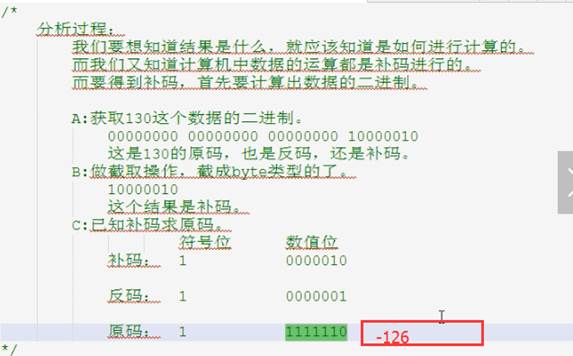 /*
分析过程：
我们要想知道结果是什么，就应该知道是如何进行计算的。
而我们又知道计算机中数据的运算都是补码进行的。
而要得到补码，首先要计算出数据的二进制。
A:获取130这个数据的二进制。
00000000 00000000 00000000 10000010
这是130的原码，也是反码，还是补码。
B:做截取操作，截成byte类型的了。
10000010
这个结果是补码。
C:已知补码求原码。
符号位 数值位
补码： 1 0000010
反码： 1 0000001
原码： 1 1111110 -126
*/